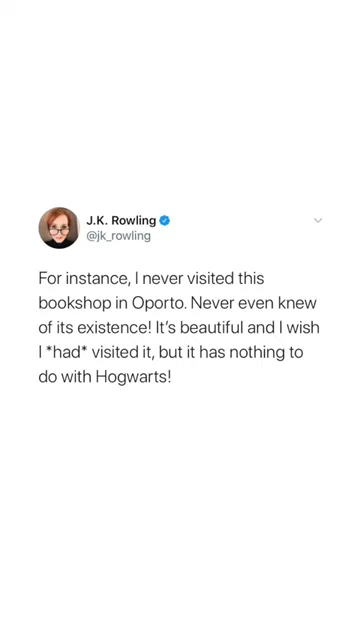 J.K. Rowling
@jk_rowling
For instance, I never visited this
bookshop in Oporto. Never even knew
of its existence! It’s beautiful and I wish
I *had* visited it, but it has nothing to
do with Hogwarts!